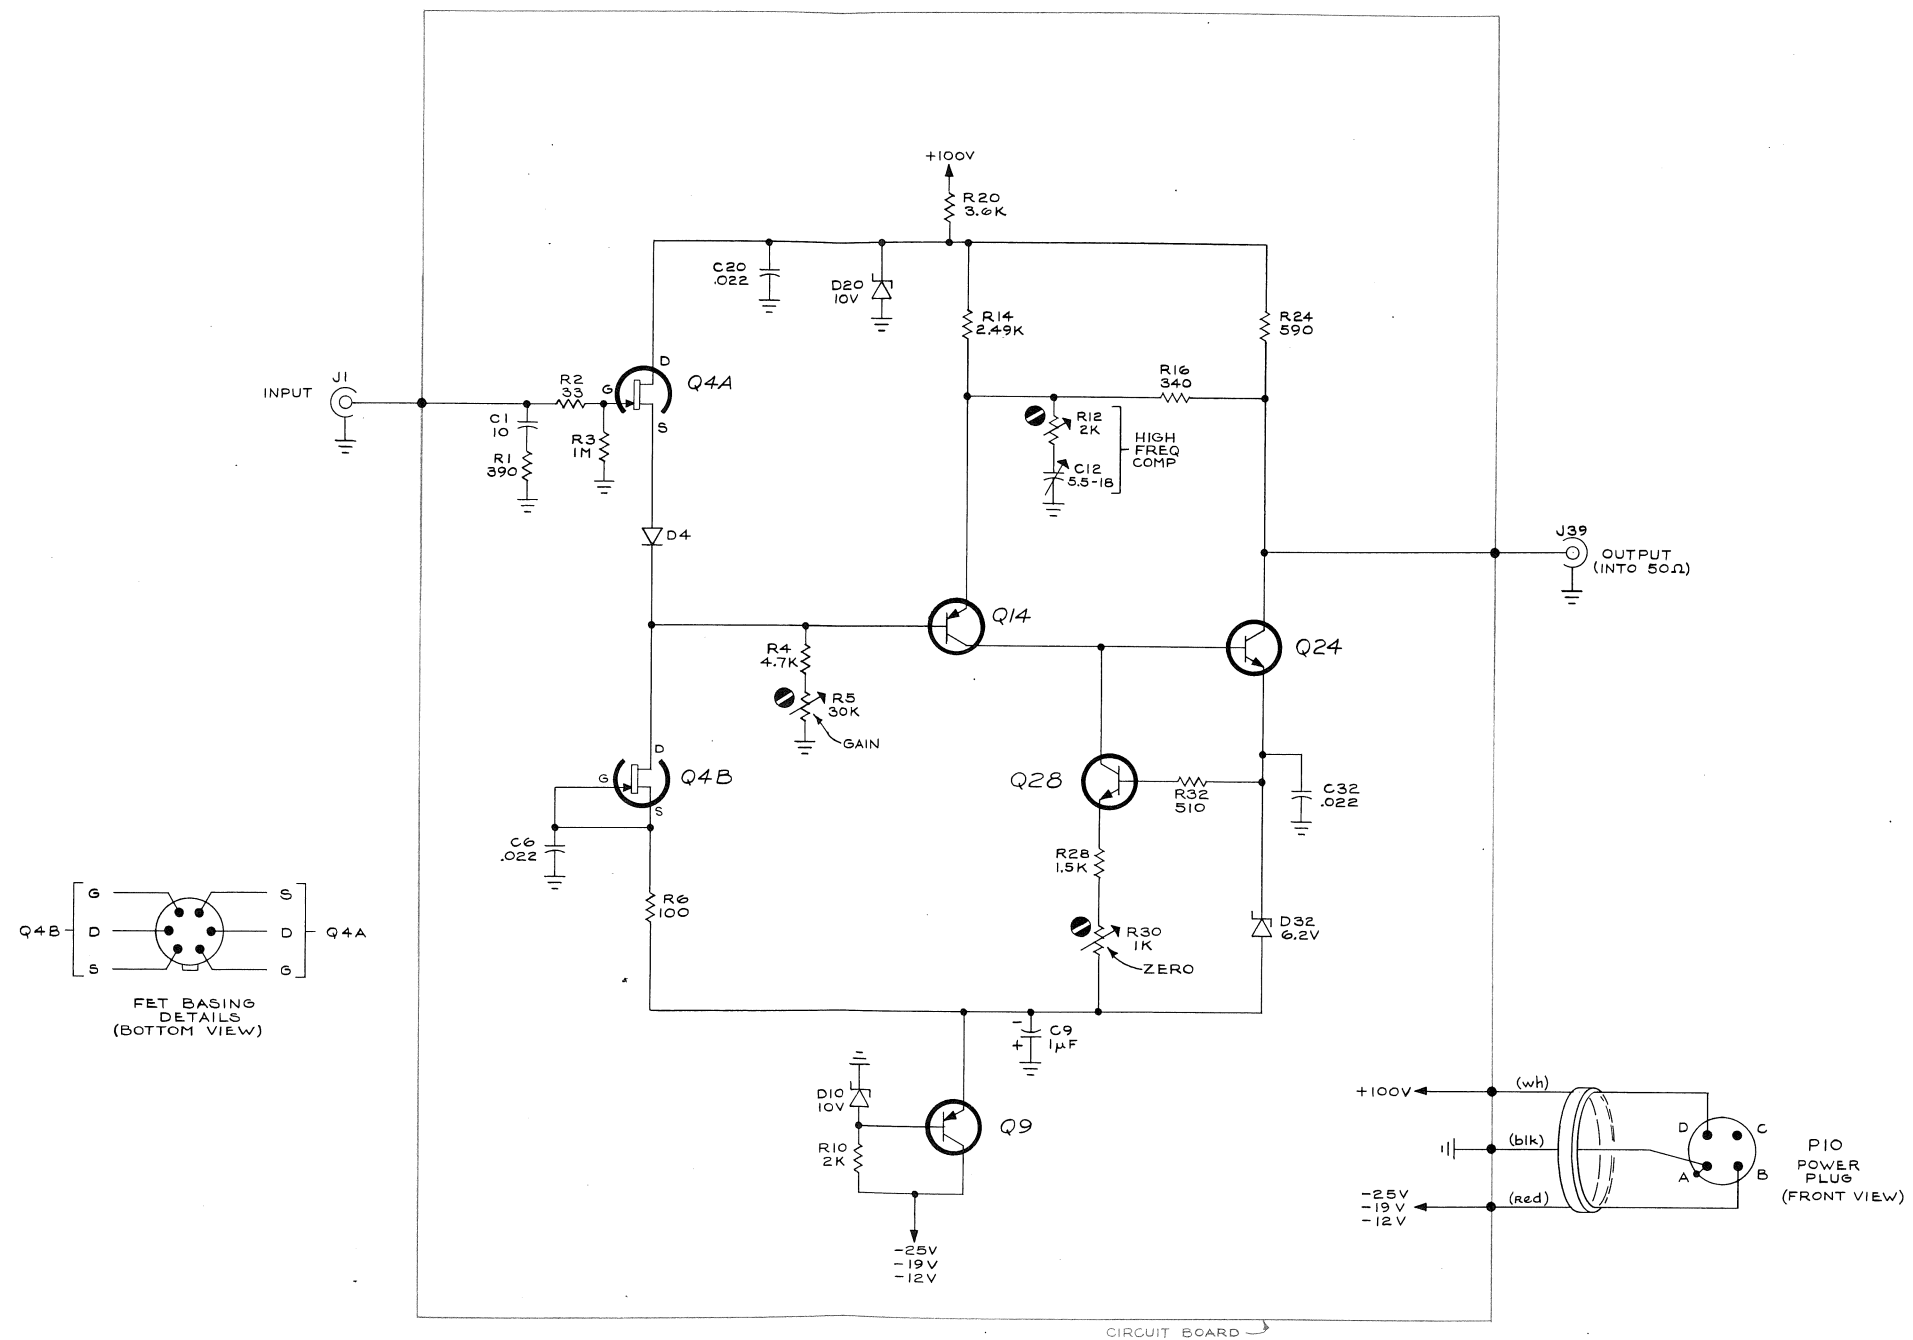 +100V
R20
3.6K
C20
.022
D20
10V
R14
2.49K
R24
590
INPUT
J1
R2
33
G
D
Q4A
S
C1
10
R3
1M
R1
390
R16
340
R12
2K
C12
5.5-18
HIGH
FREQ
COMP
D4
J39
OUTPUT
(INTO 50Ω)
Q14
Q24
R4
4.7K
R5
30K
GAIN
D
G
Q4B
S
Q28
R32
510
C32
.022
C6
.022
R28
1.5K
R6
100
R30
1K
ZERO
D32
6.2V
Q4B
G
D
S
S
D
G
Q4A
FET BASING
DETAILS
(BOTTOM VIEW)
-
+
C9
1µF
D10
10V
Q9
R10
2K
-25V
-19V
-12V
+100V
(wh)
(blk)
-25V
-19V
-12V
(Red)
D
C
A
B
P10
POWER
PLUG
(FRONT VIEW)
CIRCUIT BOARD